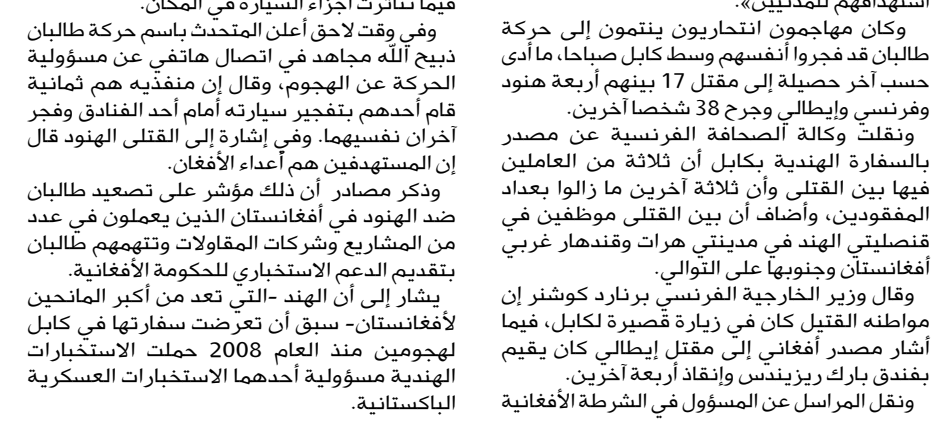 استهدافهم للمدنيين».
وكان مهاجمون انتحاريون ينتمون إلى حركة
طالبان قد فجروا أنفسهم وسط كابل صباحا، ما أدى
حسب آخر حصيلة إلى مقتل 17 بينهم أربعة هنود
وفرنسي وإيطالي وجرح 38 شخصا آخرين.
ونقلت وكالة الصحافة الفرنسية عن مصدر
بالسفارة الهندية بكابل أن ثلاثة من العاملين
فيها بين القتلى وأن ثلاثة آخرين ما زالوا بعداد
المفقودين، وأضاف أن بين القتلى موظفين في
قنصليتي الهند في مدينتي هرات وقندهار غربي
أفغانستان وجنوبها على التوالي.
وقال وزير الخارجية الفرنسي برنارد كوشنر إن
مواطنه القتيل كان في زيارة قصيرة لكابل، فيما
أشار مصدر أفغاني إلى مقتل إيطالي كان يقيم
بفندق بارك ريزيندس وإنقاذ أربعة آخرين.
ونقل المراسل عن المسؤول في الشرطة الأفغانية
فيما تناثرت أجزاء السيارة في المكان.
وفي وقت لاحق أعلن المتحدث باسم حركة طالبان
ذبيح الله مجاهد في اتصال هاتفي عن مسؤولية
الحركة عن الهجوم، وقال إن منفذيه هم ثمانية
قام أحدهم بتفجير سيارته أمام أحد الفنادق وفجر
آخران نفسيهما. وفي إشارة إلى القتلى الهنود قال
إن المستهدفين هم أعداء الأفغان.
وذكر مصادر أن ذلك مؤشر على تصعيد طالبان
ضد الهنود في أفغانستان الذين يعملون في عدد
من المشاريع وشركات المقاولات وتتهمهم طالبان
بتقديم الدعم الاستخباري للحكومة الأفغانية.
يشار إلى أن الهند -التي تعد من أكبر المانحين
لأفغانستان- سبق أن تعرضت سفارتها في كابل
لهجومين منذ العام 2008 حملت الاستخبارات
الهندية مسؤولية أحدهما الاستخبارات العسكرية
الباكستانية.